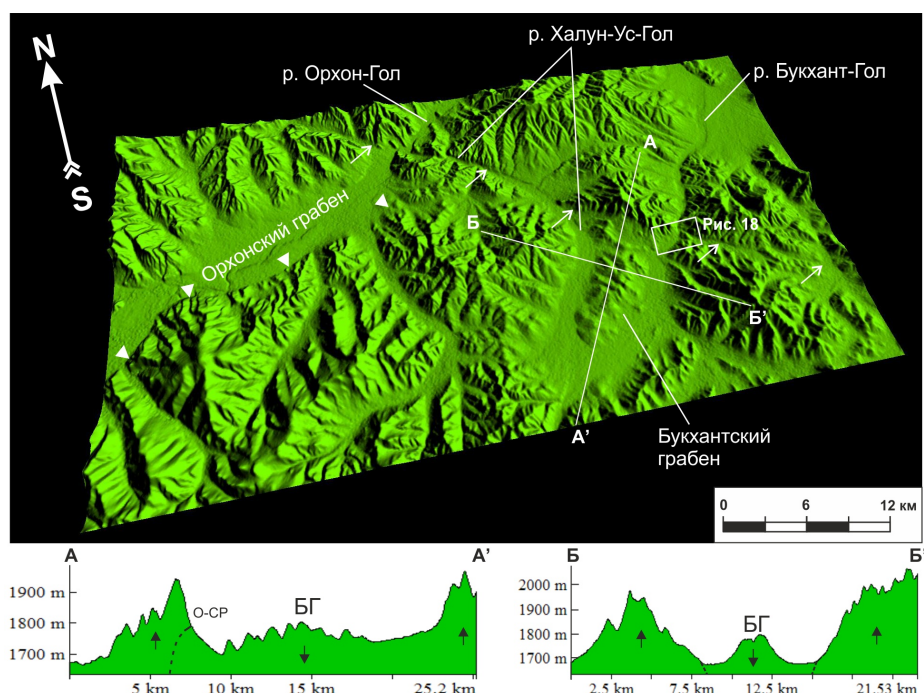 N
S
р. Орхон-Гол
р. Халун-Ус-Гол
р. Букхант-Гол
Орхонский грабен
А
Б
Рис. 18
Б'
А'
Букхантский
грабен
0 6 12 км
А А'
1900 m
1800 m
1700 m
О-СР
БГ
5 km 10 km 15 km 25.2 km
Б Б'
2000 m
1900 m
1800 m
1700 m
БГ
2.5 km 7.5 km 12.5 km 21.53 km